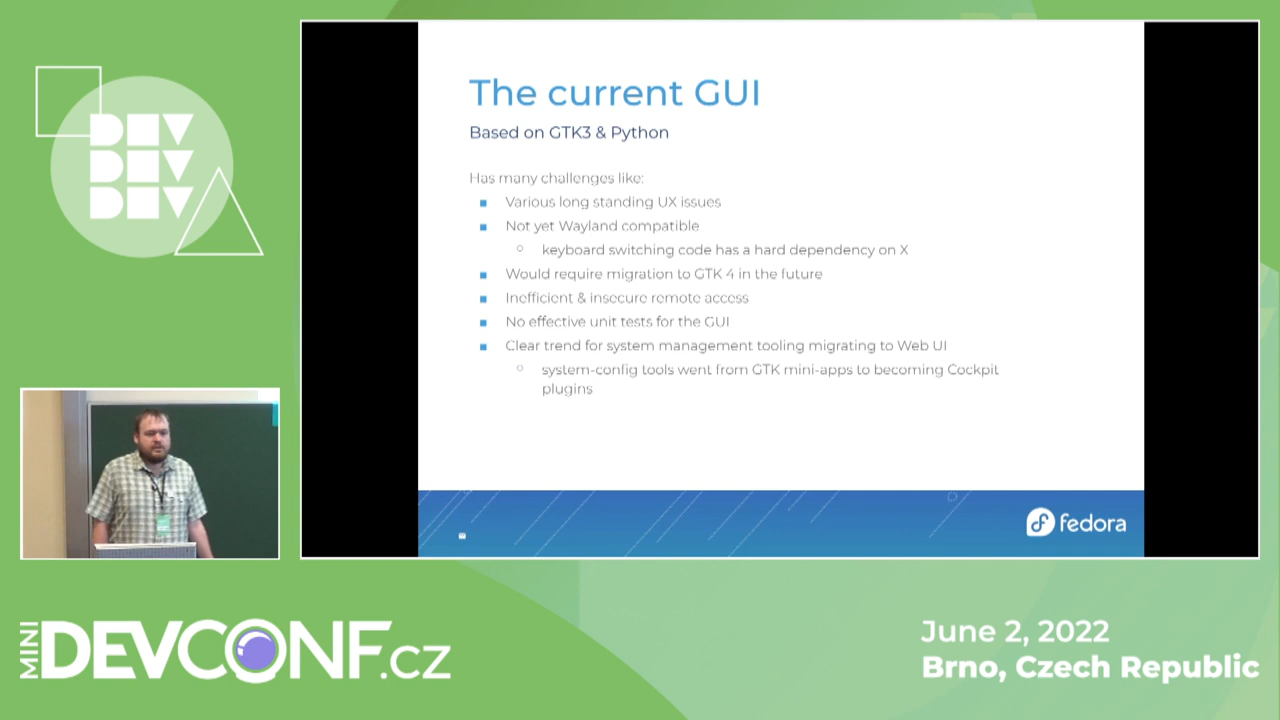 DEV
DEV
DEV
The current GUI
Based on GTK3 & Python
Has many challenges like:
Various long standing UX issues
Not yet Wayland compatible
keyboard switching code has a hard dependency on X
Would require migration to GTK 4 in the future
Inefficient & insecure remote access
No effective unit tests for the GUI
Clear trend for system management tooling migrating to Web UI
system-config tools went from GTK mini-apps to becoming Cockpit
plugins
fedora
MINI DEVCONF.CZ
June 2, 2022
Brno, Czech Republic